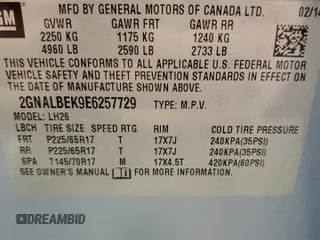 GM
MFD BY GENERAL MOTORS OF CANADA LTD. 02/14
GVWR GAWR FRT GAWR RR
2250 KG 1175 KG 1240 KG
4960 LB 2590 LB 2733 LB
THIS VEHICLE CONFORMS TO ALL APPLICABLE U.S. FEDERAL MOTOR
VEHICLE SAFETY, BUMPER, AND THEFT PREVENTION STANDARDS IN EFFECT
THE DATE OF MANUFACTURE SHOWN ABOVE.
2GNALBEK9E6257729 TYPE: M.P.V.
MODEL: LH26
LBCH TIRE SIZE SPEED RTG RIM COLD TIRE PRESSURE
FRT P225/65R17 T 17X7J 240KPA(35PSI)
RR P225/65R17 T 17X7J 240KPA(35PSI)
SPA T145/70R17 M 17X4.5T 420KPA(60PSI)
SEE OWNER'S MANUAL FOR MORE INFORMATION.
DREAMBID